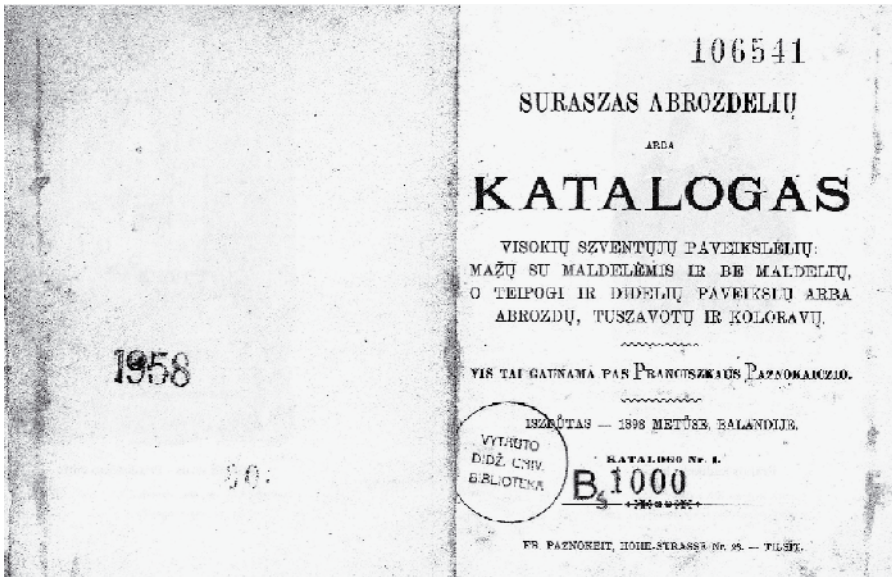 1958
106541
SURASZAS ABROZDELIŲ
ARBA
KATALOGAS
VISOKIŲ SZVENTŲJŲ PAVEIKSLĖLIŲ:
MAŽŲ SU MALDELĖMIS IR BE MALDELIŲ,
O TEIPOGI IR DIDELIŲ PAVEIKSLŲ ARBA
ABROZDŲ, TUSZAVOTŲ IR KOLORAVŲ.
VIS TAI GAUNAMA PAS PRANCISZKAUS PAZNOKAICZIO.
ISZDŪTAS — 1898 METŪSE, BALANDIJE.
VYTAUTO
DIDŽ. UNIV.
BIBLIOTEKA
KATALOGO Nr. 1.
B 1000
FR. PAZNOKEIT, HOHE-STRASSE Nr. — TILSIT.